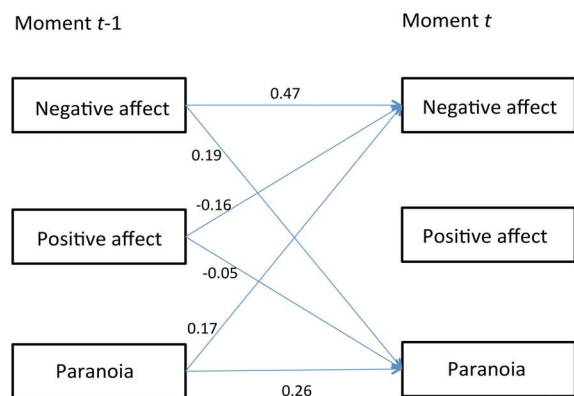 Moment t-1
Moment t
Negative affect
0.47
Negative affect
0.19
-0.16
Positive affect
Positive affect
-0.05
0.17
Paranoia
Paranoia
0.26